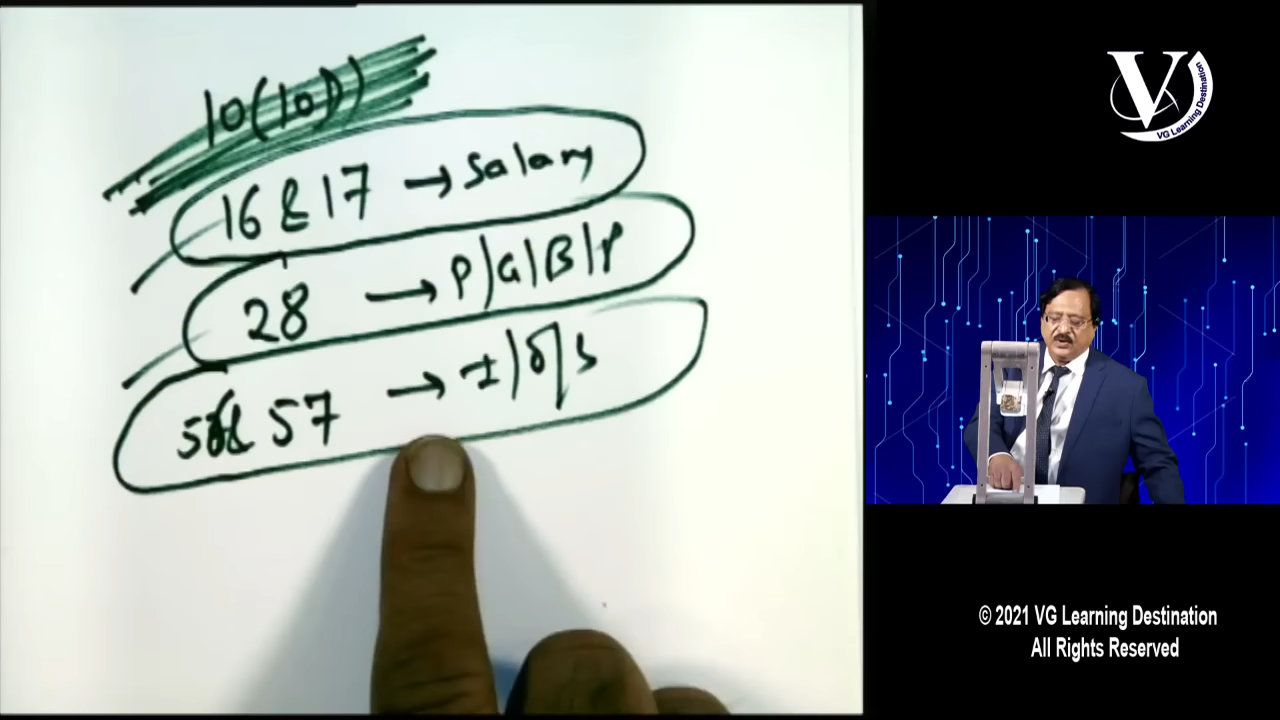 10(10D)
16 & 17 → Salary
28 → P/G/B/P
56 & 57 → I/O/S
V
VG Learning Destination
© 2021 VG Learning Destination
All Rights Reserved